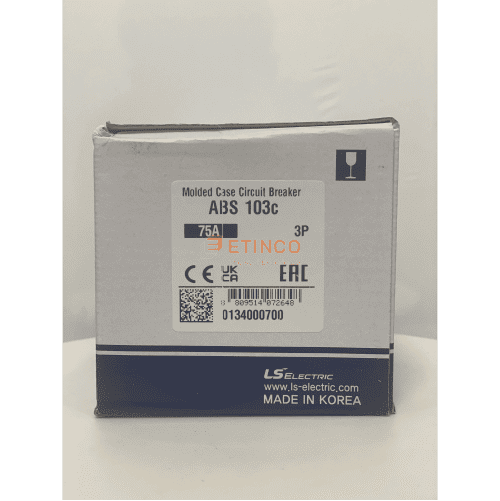 Molded Case Circuit Breaker
ABS 103c
75A 3P
ETINCO
CE UK CA EAC
8 809514 072648
0134000700
LS ELECTRIC
www.ls-electric.com
MADE IN KOREA